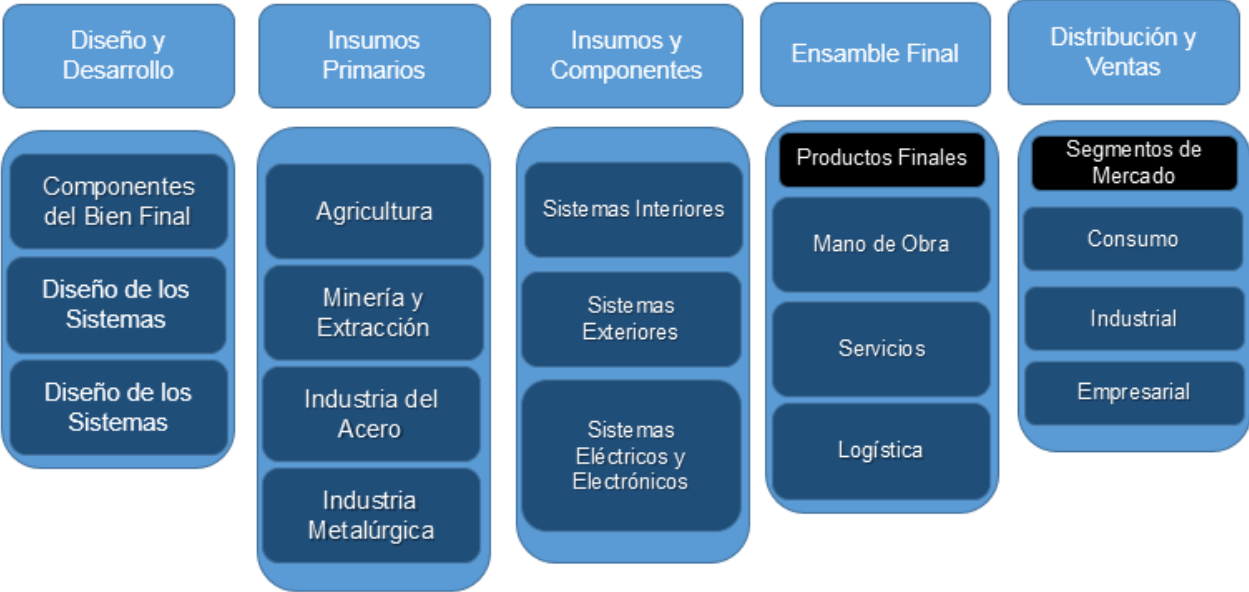 Diseño y
Desarrollo
Componentes
del Bien Final
Diseño de los
Sistemas
Diseño de los
Sistemas
Insumos
Primarios
Agricultura
Minería y
Extracción
Industria del
Acero
Industria
Metalúrgica
Insumos y
Componentes
Sistemas Interiores
Sistemas
Exteriores
Sistemas
Eléctricos y
Electrónicos
Ensamble Final
Productos Finales
Mano de Obra
Servicios
Logística
Distribución y
Ventas
Segmentos de
Mercado
Consumo
Industrial
Empresarial